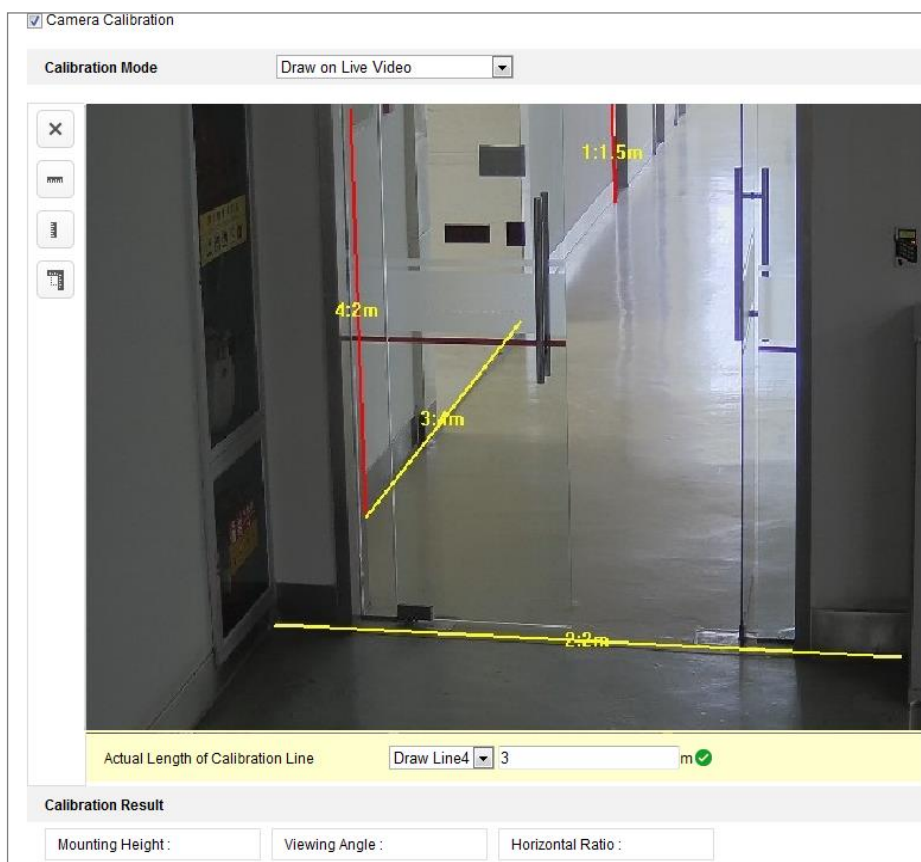 Camera Calibration
Calibration Mode Draw on Live Video
1:1.5m
4:2m
3:4m
2:2m
Actual Length of Calibration Line Draw Line4 3 m
Calibration Result
Mounting Height : Viewing Angle : Horizontal Ratio :